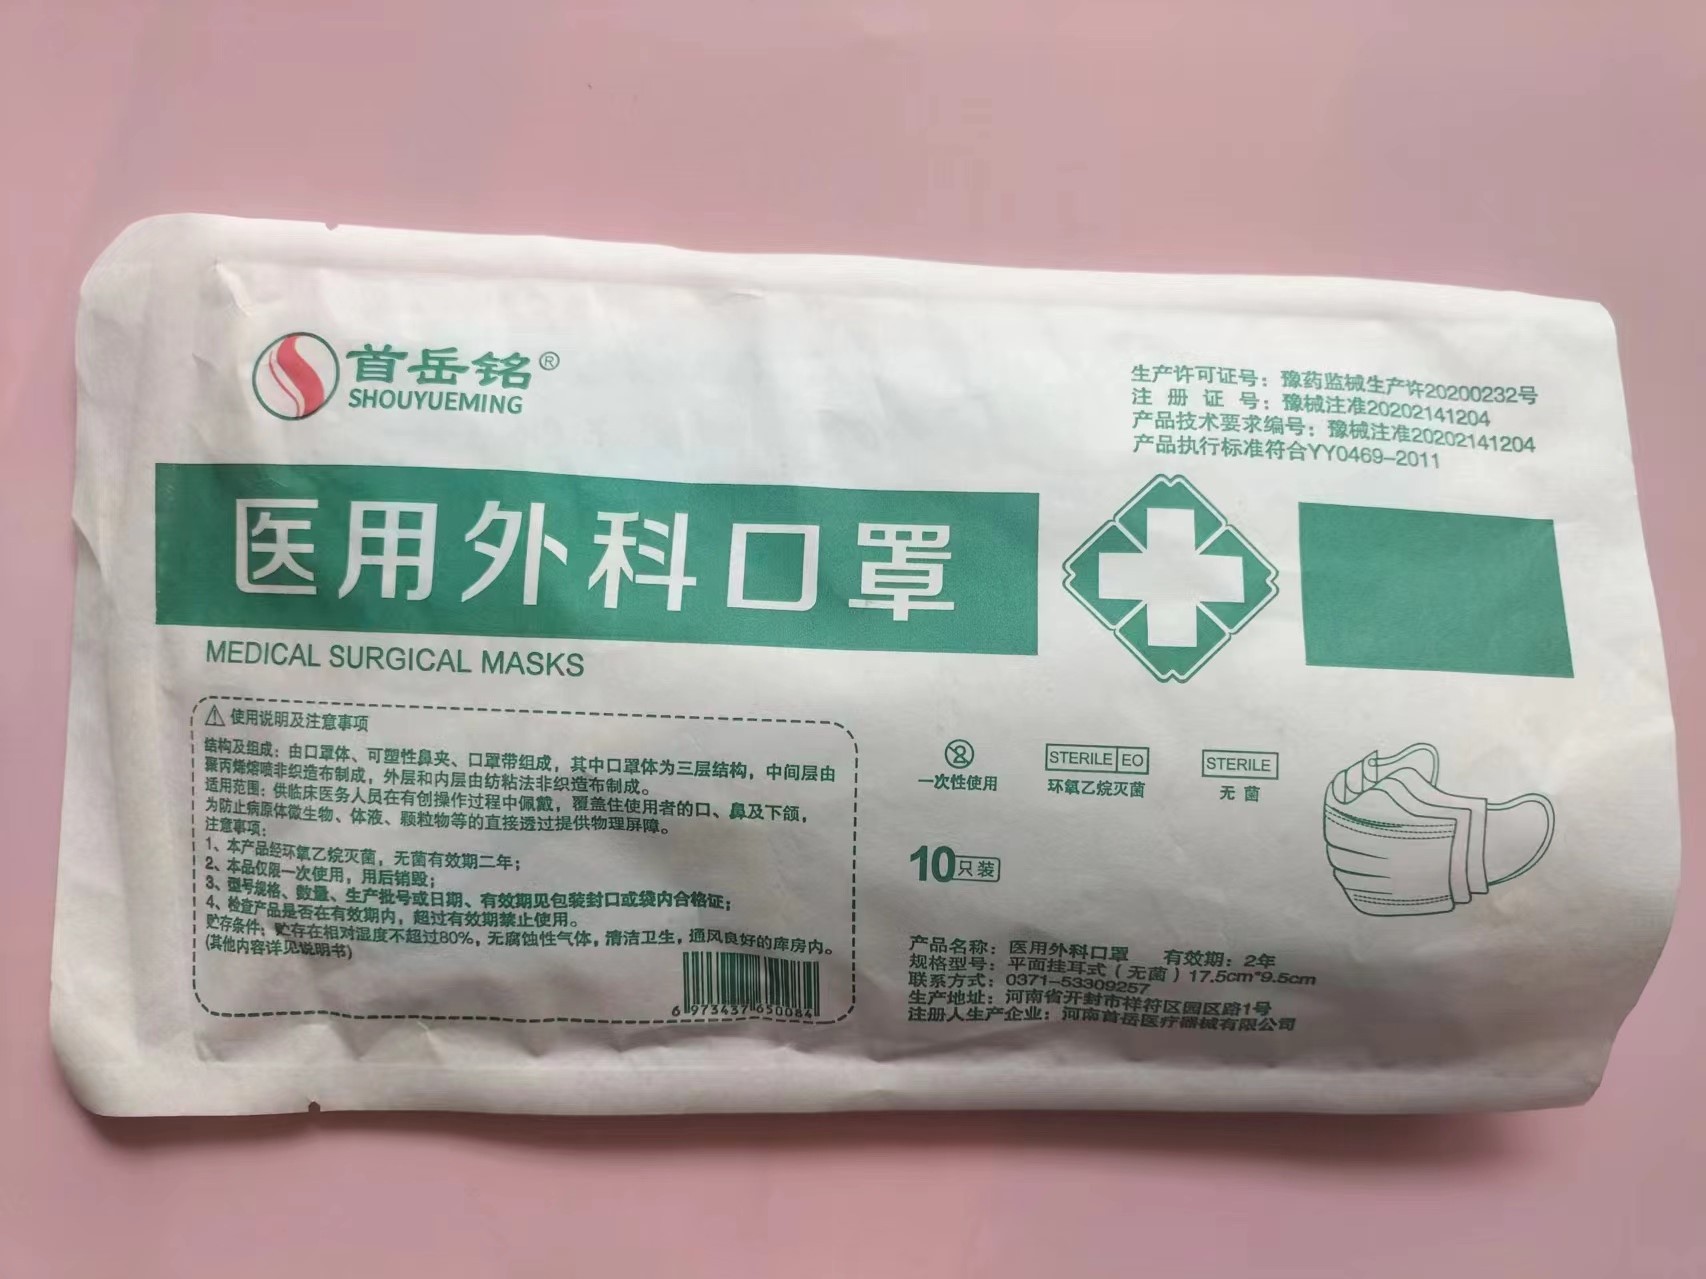 首岳铭®
SHOUYUEMING
生产许可证号：豫药监械生产许20200232号
注册证号：豫械注准20202141204
产品技术要求编号：豫械注准20202141204
产品执行标准符合YY0469-2011
医用外科口罩
MEDICAL SURGICAL MASKS
使用说明及注意事项
结构及组成：由口罩体、可塑性鼻夹、口罩带组成，其中口罩体为三层结构，中间层由
聚丙烯熔喷非织造布制成，外层和内层由纺粘法非织造布制成。
适用范围：供临床医务人员在有创操作过程中佩戴，覆盖住使用者的口、鼻及下颌，
为防止病原体微生物、体液、颗粒物等的直接透过提供物理屏障。
注意事项：
1、本产品经环氧乙烷灭菌，无菌有效期二年；
2、本品仅限一次使用，用后销毁；
3、型号规格、数量、生产批号或日期、有效期见包装封口或袋内合格证；
4、检查产品是否在有效期内，超过有效期禁止使用。
贮存条件：贮存在相对湿度不超过80%，无腐蚀性气体，清洁卫生，通风良好的库房内。
(其他内容详见说明书)
6 973437 650084
2
一次性使用
STERILE EO
环氧乙烷灭菌
STERILE
无菌
10只装
产品名称：医用外科口罩 有效期：2年
规格型号：平面挂耳式（无菌）17.5cm*9.5cm
联系方式：0371-53309257
生产地址：河南省开封市祥符区园区路1号
注册人生产企业：河南首岳医疗器械有限公司